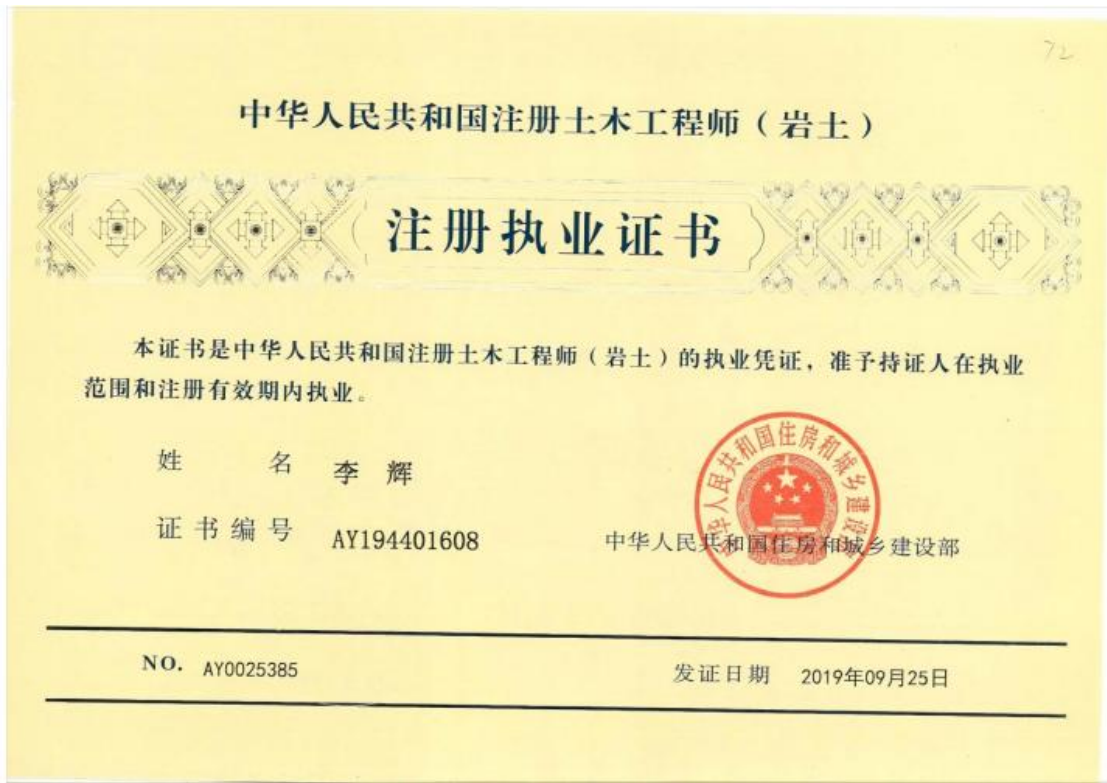 72
中华人民共和国注册土木工程师（岩土）
注册执业证书
本证书是中华人民共和国注册土木工程师（岩土）的执业凭证，准予持证人在执业
范围和注册有效期内执业。
姓 名 李 辉
证书编号 AY194401608
中华人民共和国住房和城乡建设部
中华人民共和国住房和城乡建设部
NO. AY0025385
发证日期 2019年09月25日